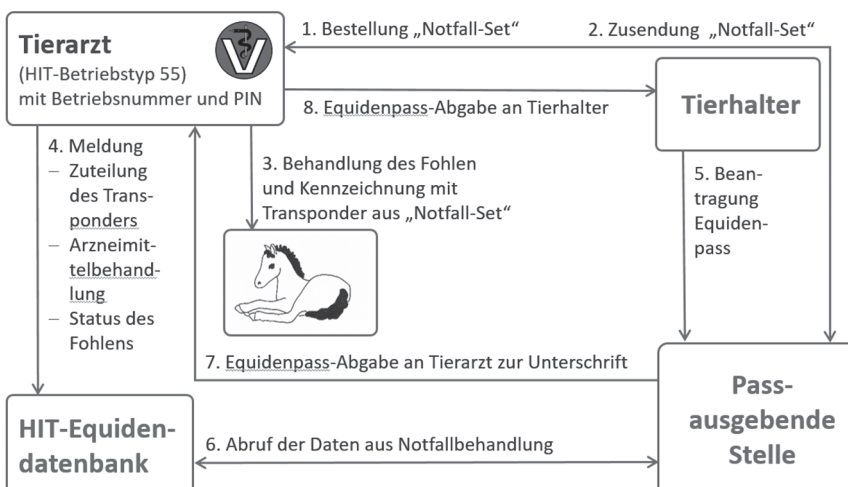 1. Bestellung „Notfall-Set“
2. Zusendung „Notfall-Set“
Tierarzt
(HIT-Betriebstyp 55)
mit Betriebsnummer und PIN
V
8. Equidenpass-Abgabe an Tierhalter
Tierhalter
4. Meldung
– Zuteilung
des Trans-
ponders
– Arzneimit-
telbehand-
lung
– Status des
Fohlens
3. Behandlung des Fohlen
und Kennzeichnung mit
Transponder aus „Notfall-Set“
5. Bean-
tragung
Equiden-
pass
7. Equidenpass-Abgabe an Tierarzt zur Unterschrift
HIT-Equiden-
datenbank
6. Abruf der Daten aus Notfallbehandlung
Pass-
ausgebende
Stelle